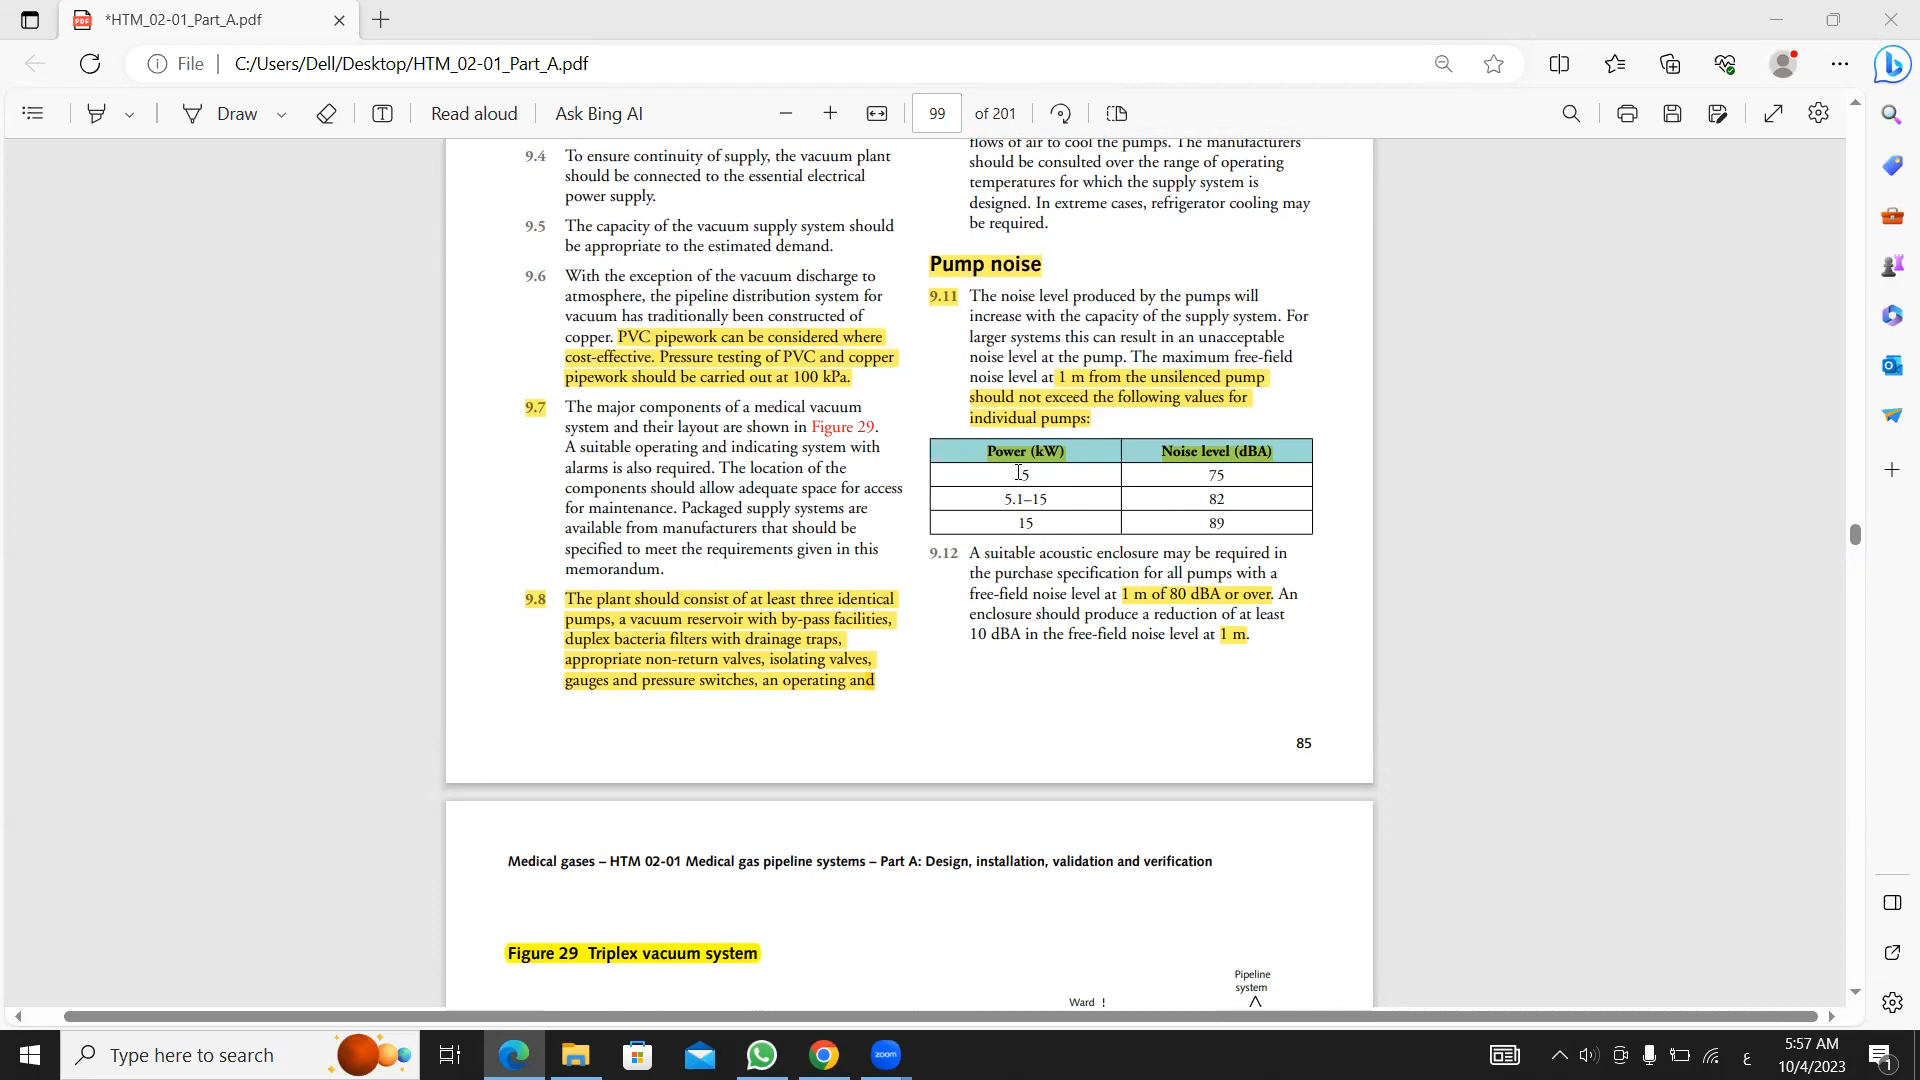 *HTM_02-01_Part_A.pdf
File
C:/Users/Dell/Desktop/HTM_02-01_Part_A.pdf
Draw
Read aloud
Ask Bing AI
99
of 201
9.4 To ensure continuity of supply, the vacuum plant
should be connected to the essential electrical
power supply.
9.5 The capacity of the vacuum supply system should
be appropriate to the estimated demand.
9.6 With the exception of the vacuum discharge to
atmosphere, the pipeline distribution system for
vacuum has traditionally been constructed of
copper. PVC pipework can be considered where
cost-effective. Pressure testing of PVC and copper
pipework should be carried out at 100 kPa.
9.7 The major components of a medical vacuum
system and their layout are shown in Figure 29.
A suitable operating and indicating system with
alarms is also required. The location of the
components should allow adequate space for access
for maintenance. Packaged supply systems are
available from manufacturers that should be
specified to meet the requirements given in this
memorandum.
9.8 The plant should consist of at least three identical
pumps, a vacuum reservoir with by-pass facilities,
duplex bacteria filters with drainage traps,
appropriate non-return valves, isolating valves,
gauges and pressure switches, an operating and
flows of air to cool the pumps. The manufacturers
should be consulted over the range of operating
temperatures for which the supply system is
designed. In extreme cases, refrigerator cooling may
be required.
Pump noise
9.11 The noise level produced by the pumps will
increase with the capacity of the supply system. For
larger systems this can result in an unacceptable
noise level at the pump. The maximum free-field
noise level at 1 m from the unsilenced pump
should not exceed the following values for
individual pumps:
Power (kW) Noise level (dBA)
5 75
5.1–15 82
15 89
9.12 A suitable acoustic enclosure may be required in
the purchase specification for all pumps with a
free-field noise level at 1 m of 80 dBA or over. An
enclosure should produce a reduction of at least
10 dBA in the free-field noise level at 1 m.
85
Medical gases – HTM 02-01 Medical gas pipeline systems – Part A: Design, installation, validation and verification
Figure 29 Triplex vacuum system
Pipeline
system
Ward
Type here to search
zoom
ع
5:57 AM
10/4/2023
1